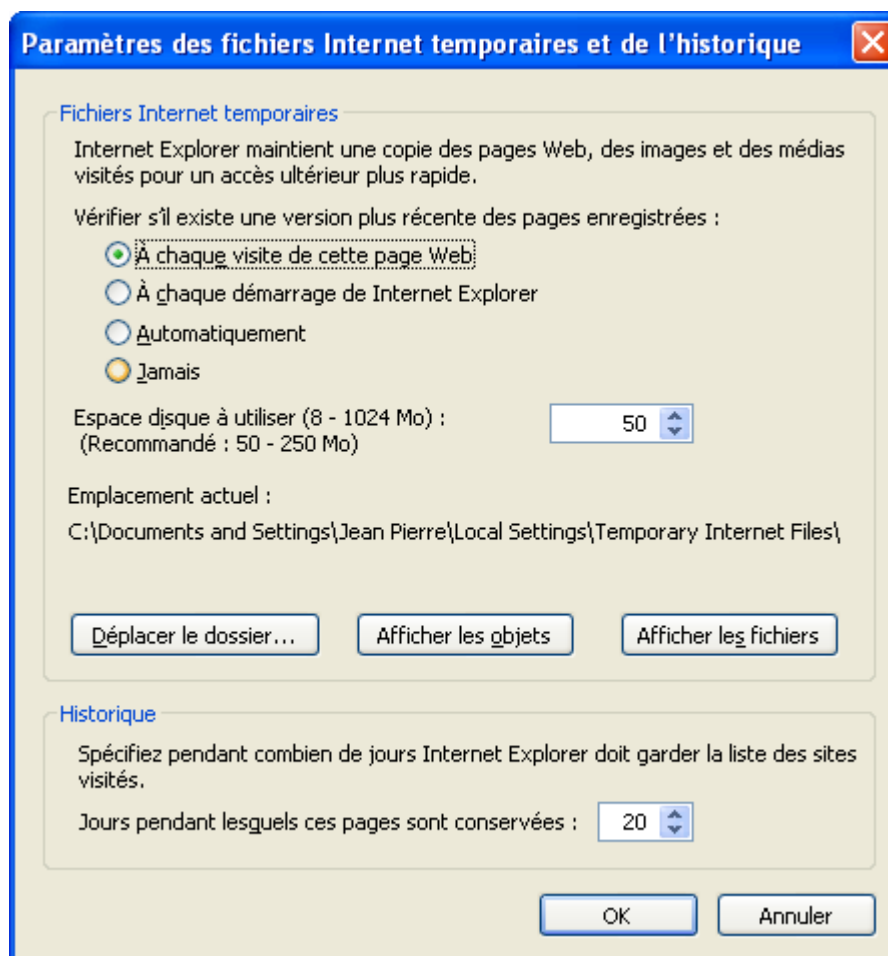 Paramètres des fichiers Internet temporaires et de l'historique
Fichiers Internet temporaires
Internet Explorer maintient une copie des pages Web, des images et des médias
visités pour un accès ultérieur plus rapide.
Vérifier s'il existe une version plus récente des pages enregistrées :
À chaque visite de cette page Web
À chaque démarrage de Internet Explorer
Automatiquement
Jamais
Espace disque à utiliser (8 - 1024 Mo) : 50
(Recommandé : 50 - 250 Mo)
Emplacement actuel :
C:\Documents and Settings\Jean Pierre\Local Settings\Temporary Internet Files\
Déplacer le dossier... Afficher les objets Afficher les fichiers
Historique
Spécifiez pendant combien de jours Internet Explorer doit garder la liste des sites
visités.
Jours pendant lesquels ces pages sont conservées : 20
OK Annuler